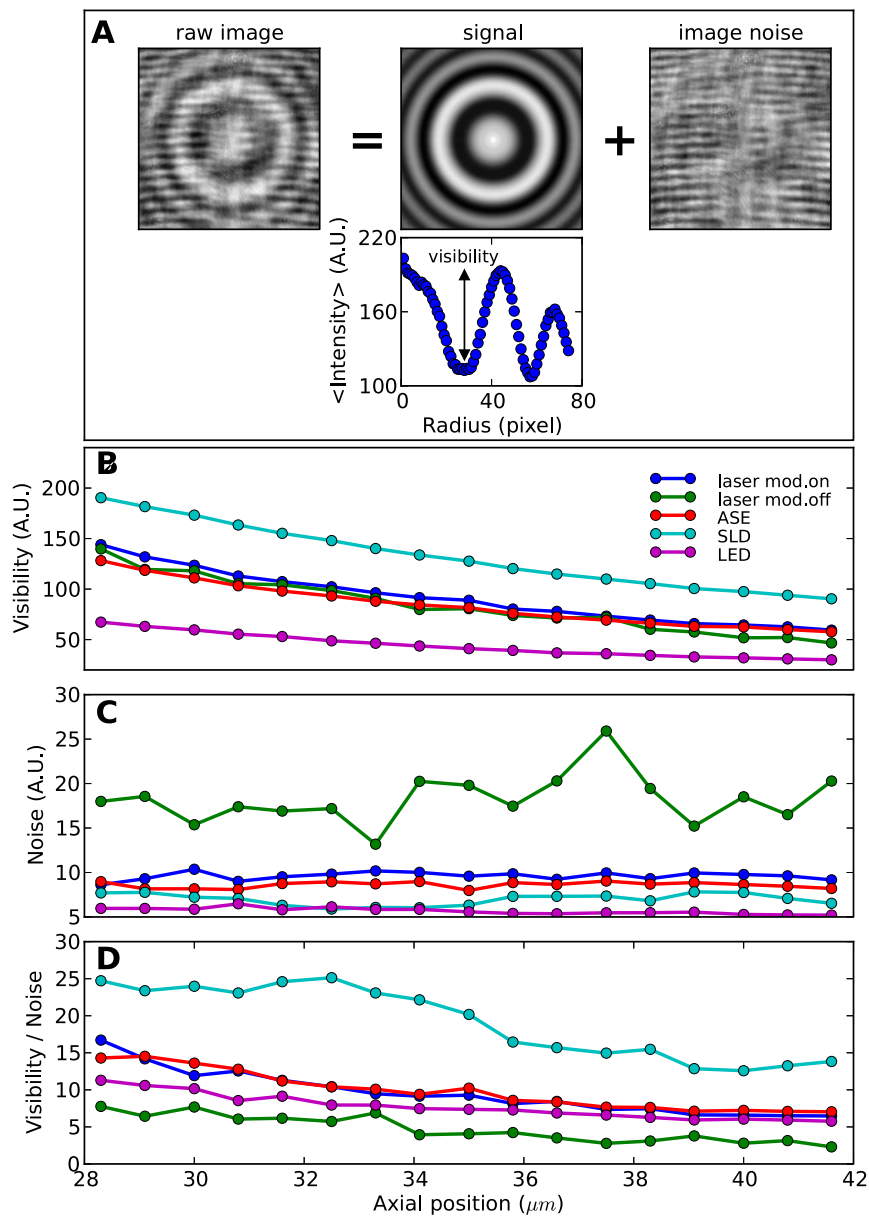 A
raw image
signal
image noise
=
+
<Intensity> (A.U.)
220
160
100
visibility
0
40
80
Radius (pixel)
B
Visibility (A.U.)
200
150
100
50
laser mod.on
laser mod.off
ASE
SLD
LED
C
Noise (A.U.)
30
25
20
15
10
5
D
Visibility / Noise
30
25
20
15
10
5
0
28
30
32
34
36
38
40
42
Axial position (μm)